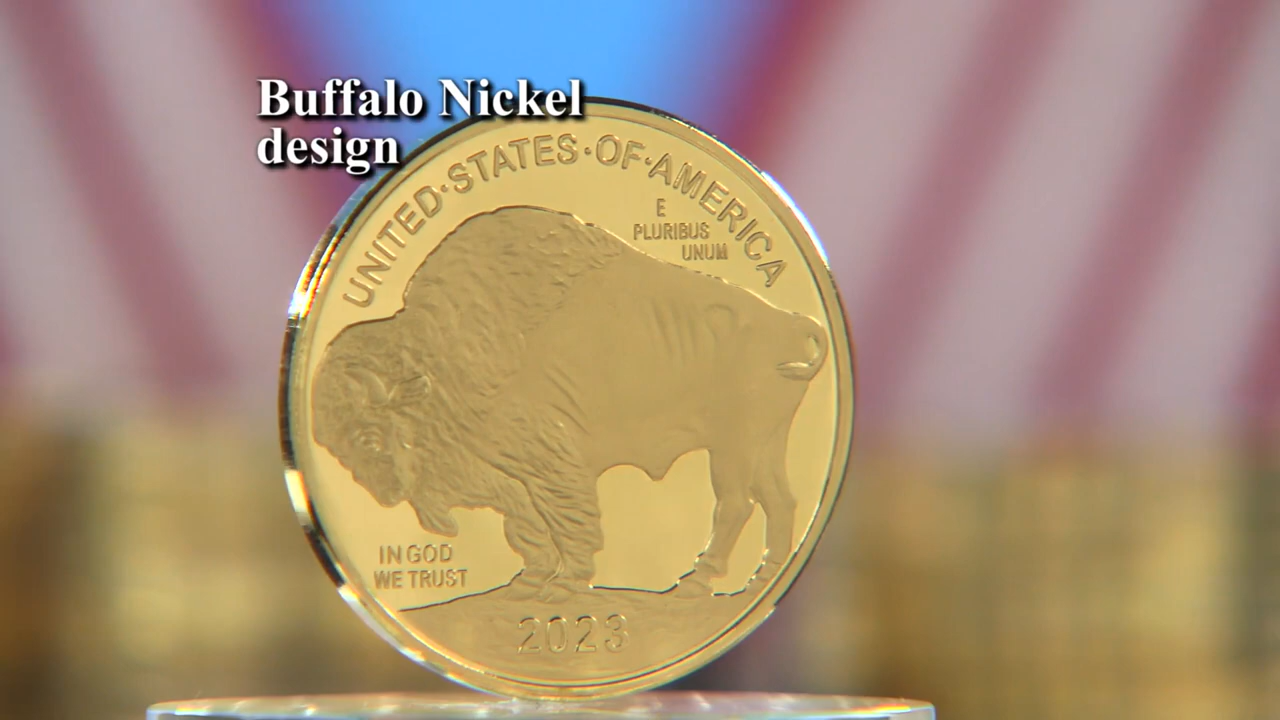 Buffalo Nickel
design
UNITED·STATES·OF·AMERICA
E
PLURIBUS
UNUM
IN GOD
WE TRUST
2023